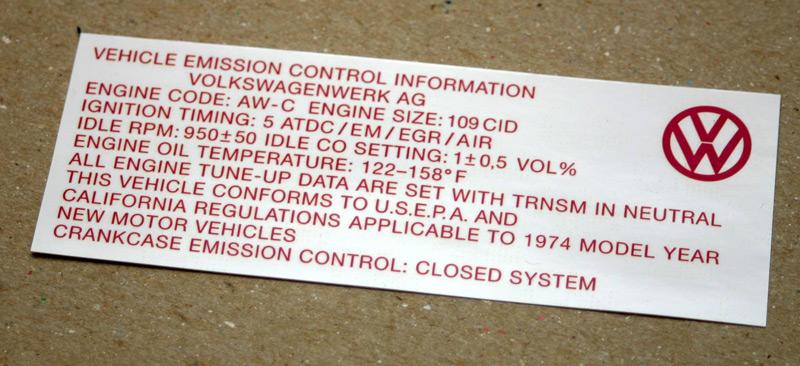 VEHICLE EMISSION CONTROL INFORMATION
VOLKSWAGENWERK AG
ENGINE CODE: AW-C ENGINE SIZE: 109 CID
IGNITION TIMING: 5 ATDC/EM/EGR/AIR
IDLE RPM: 950±50 IDLE CO SETTING: 1±0,5 VOL%
ENGINE OIL TEMPERATURE: 122–158° F
ALL ENGINE TUNE-UP DATA ARE SET WITH TRNSM IN NEUTRAL
THIS VEHICLE CONFORMS TO U.S.E.P.A. AND
CALIFORNIA REGULATIONS APPLICABLE TO 1974 MODEL YEAR
NEW MOTOR VEHICLES
CRANKCASE EMISSION CONTROL: CLOSED SYSTEM
VW